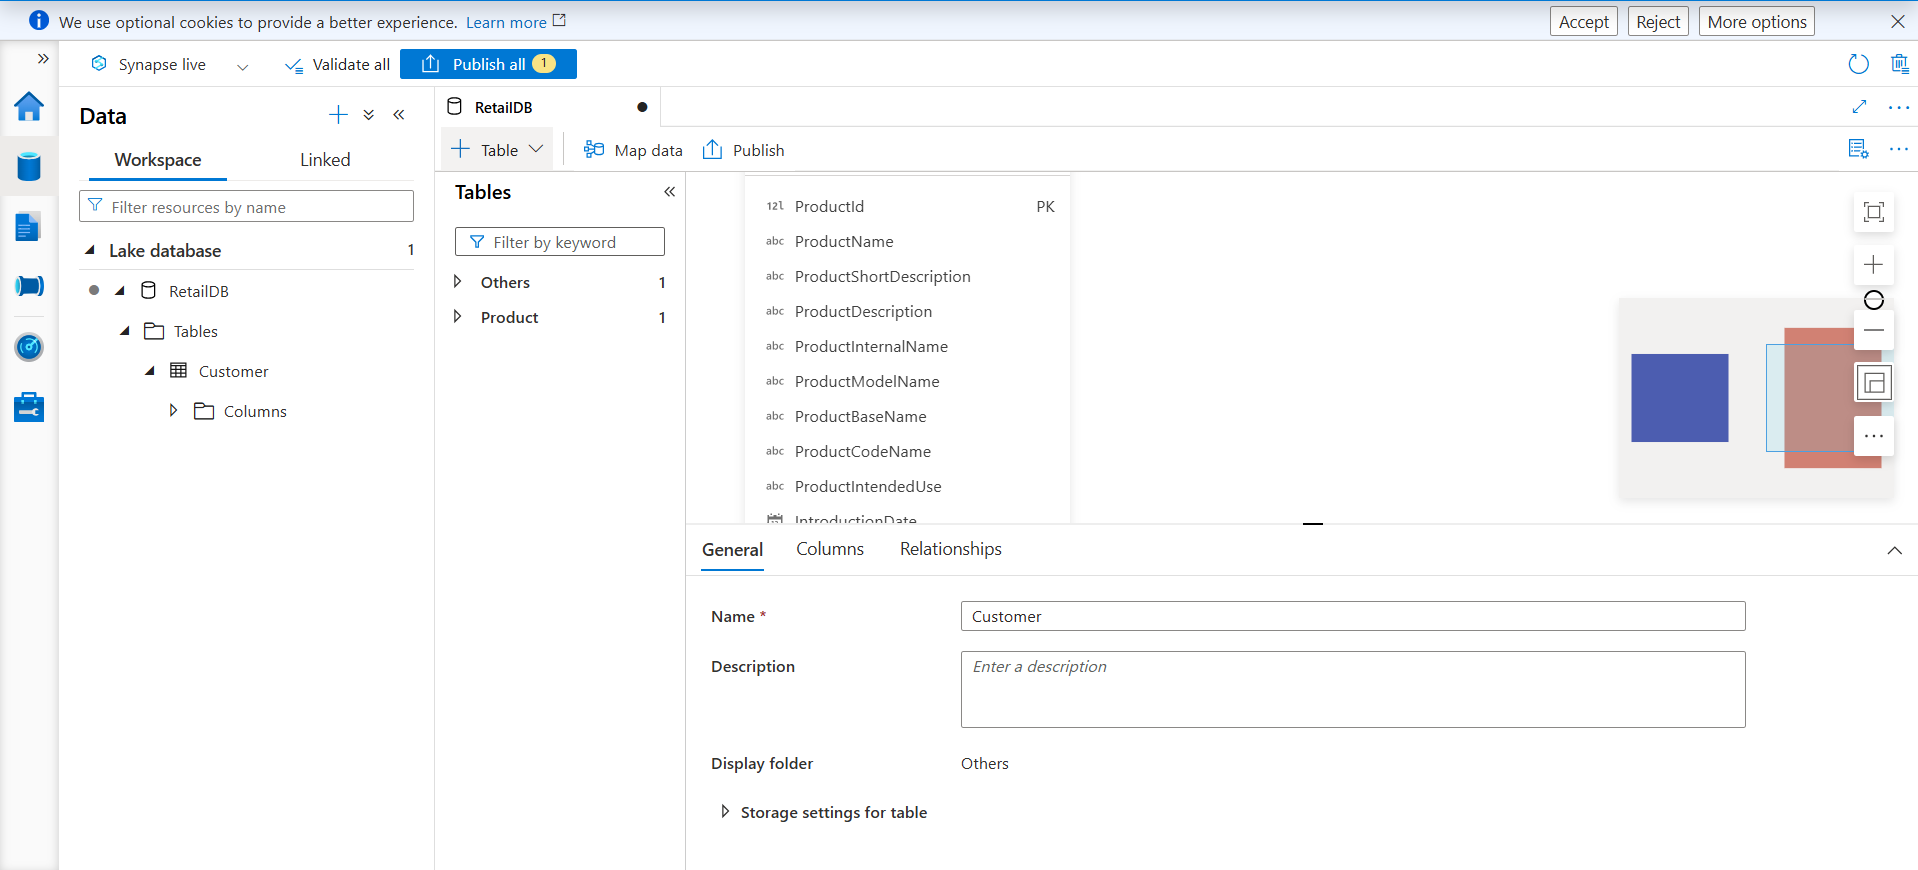 We use optional cookies to provide a better experience. Learn more
Accept
Reject
More options
Synapse live
Validate all
Publish all 1
Data
Workspace
Linked
Filter resources by name
Lake database 1
RetailDB
Tables
Customer
Columns
RetailDB
Table
Map data
Publish
Tables
Filter by keyword
Others 1
Product 1
12l ProductId PK
abc ProductName
abc ProductShortDescription
abc ProductDescription
abc ProductInternalName
abc ProductModelName
abc ProductBaseName
abc ProductCodeName
abc ProductIntendedUse
IntroductionDate
General
Columns
Relationships
Name * Customer
Description Enter a description
Display folder Others
Storage settings for table